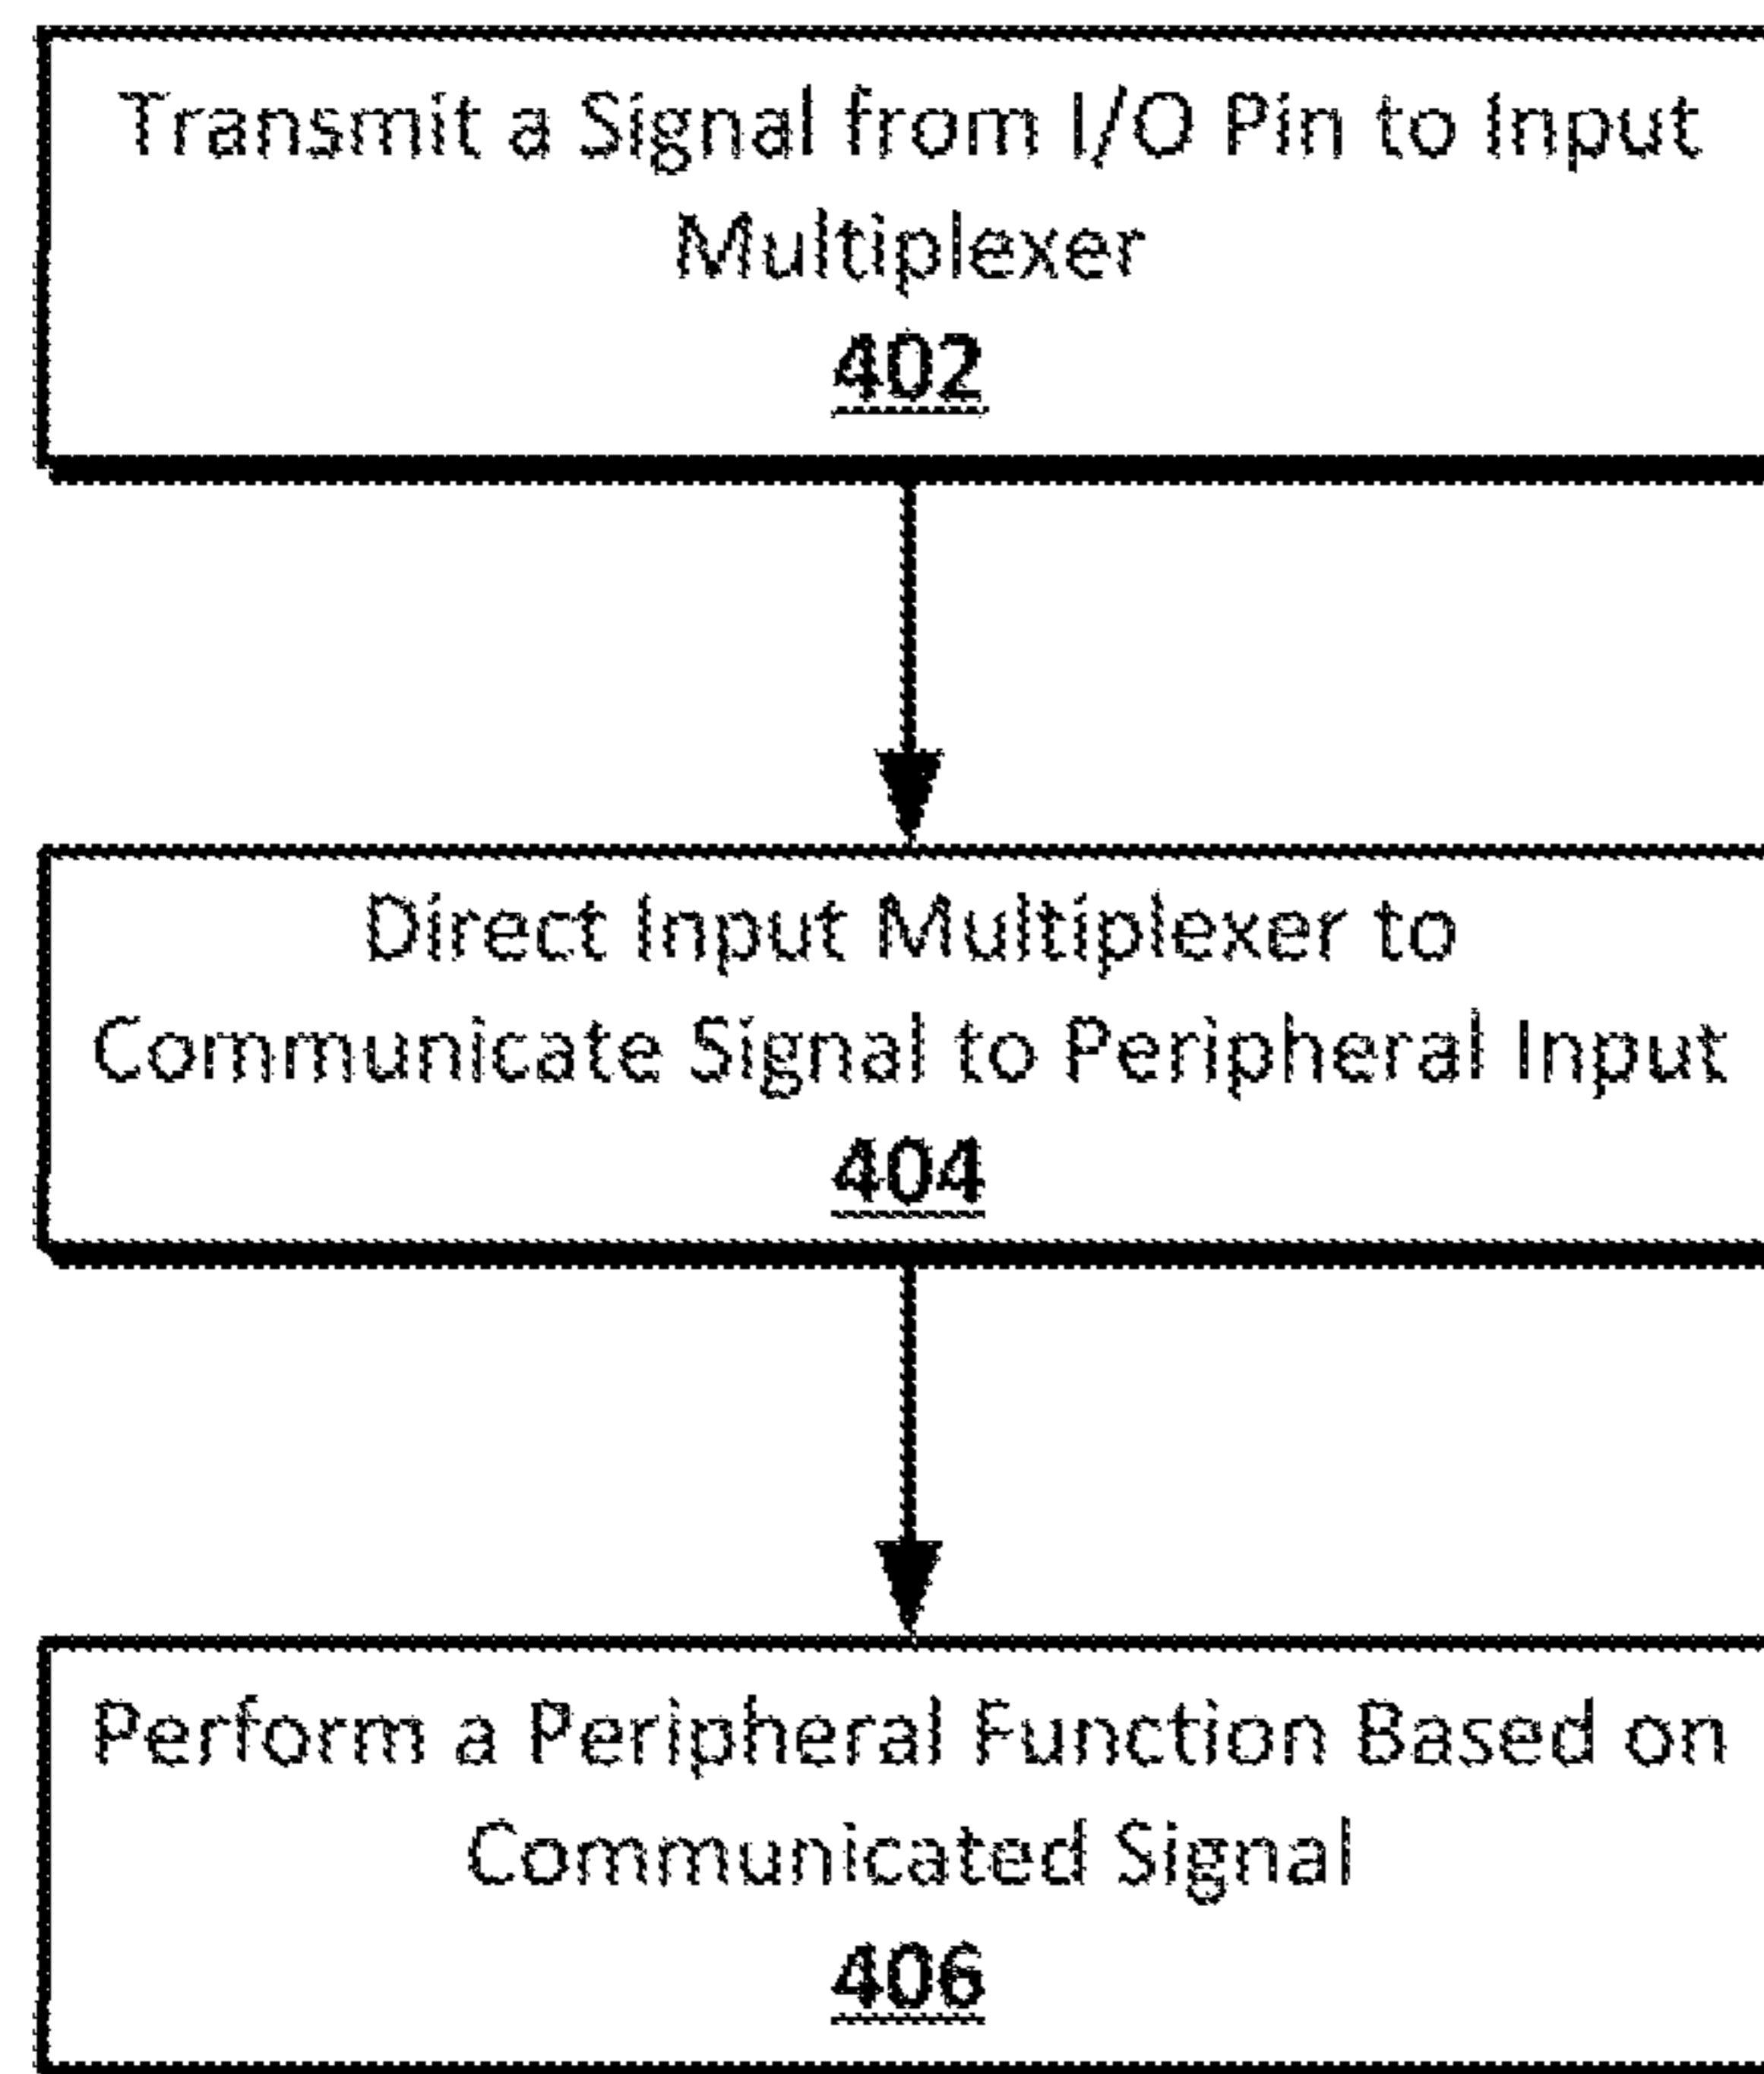 Transmit a Signal from I/O Pin to Input
Multiplexer
402
Direct Input Multiplexer to
Communicate Signal to Peripheral Input
404
Perform a Peripheral Function Based on
Communicated Signal
406